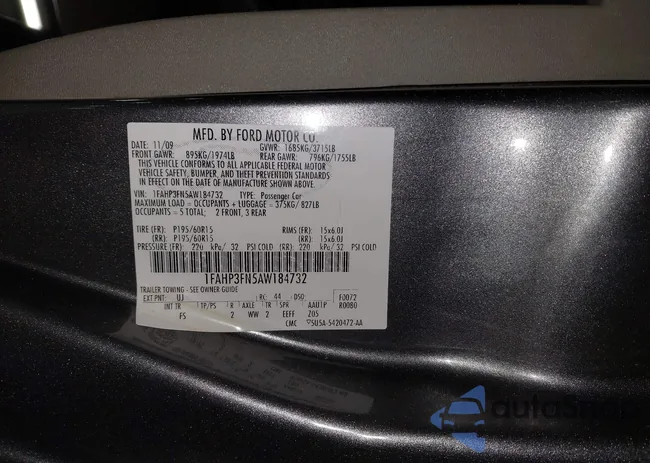 MFD. BY FORD MOTOR CO.
DATE: 11/09 GVWR: 1685KG/3715LB
FRONT GAWR: 895KG/1974LB REAR GAWR: 796KG/1755LB
THIS VEHICLE CONFORMS TO ALL APPLICABLE FEDERAL MOTOR
VEHICLE SAFETY, BUMPER, AND THEFT PREVENTION STANDARDS
IN EFFECT ON THE DATE OF MANUFACTURE SHOWN ABOVE.
VIN: 1FAHP3FN5AW184732 TYPE: Passenger Car
MAXIMUM LOAD = OCCUPANTS + LUGGAGE = 375KG/ 827LB
OCCUPANTS = 5 TOTAL: 2 FRONT, 3 REAR
TIRE (FR): P195/60R15 RIMS (FR): 15x6.0J
(RR): P195/60R15 (RR): 15x6.0J
PRESSURE (FR): 220 kPa/ 32 PSI COLD (RR): 220 kPa/ 32 PSI COLD
1FAHP3FN5AW184732
TRAILER TOWING - SEE OWNER GUIDE
EXT PNT: UJ RC: 44 DSO: F0072
INT TR TP/PS R AXLE TR SPR AAUTP R0080
FS 2 WW 2 EEFF Z05
CMC 5U5A-5420472-AA
autoSnap